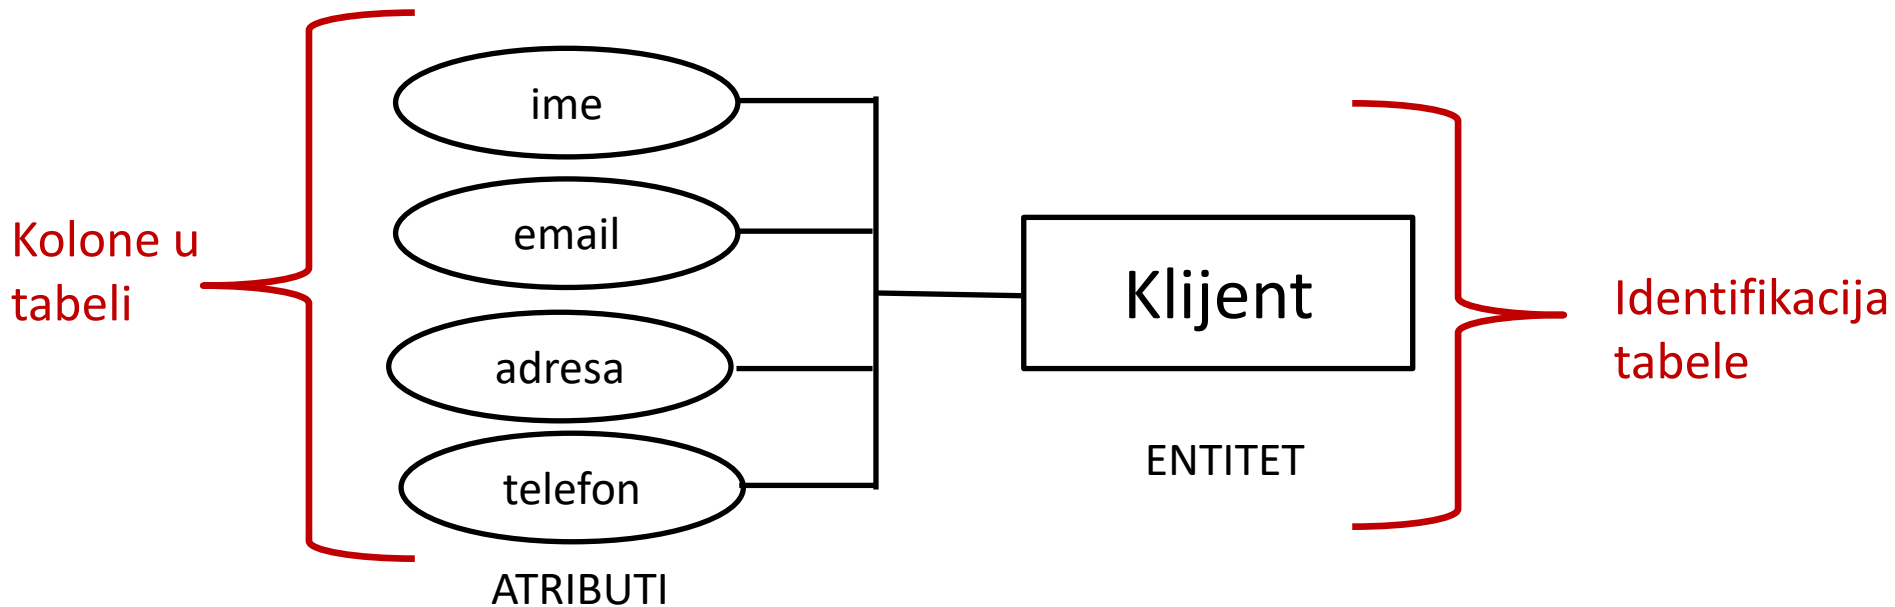 Kolone u
tabeli
ime
email
adresa
telefon
ATRIBUTI
Klijent
ENTITET
Identifikacija
tabele